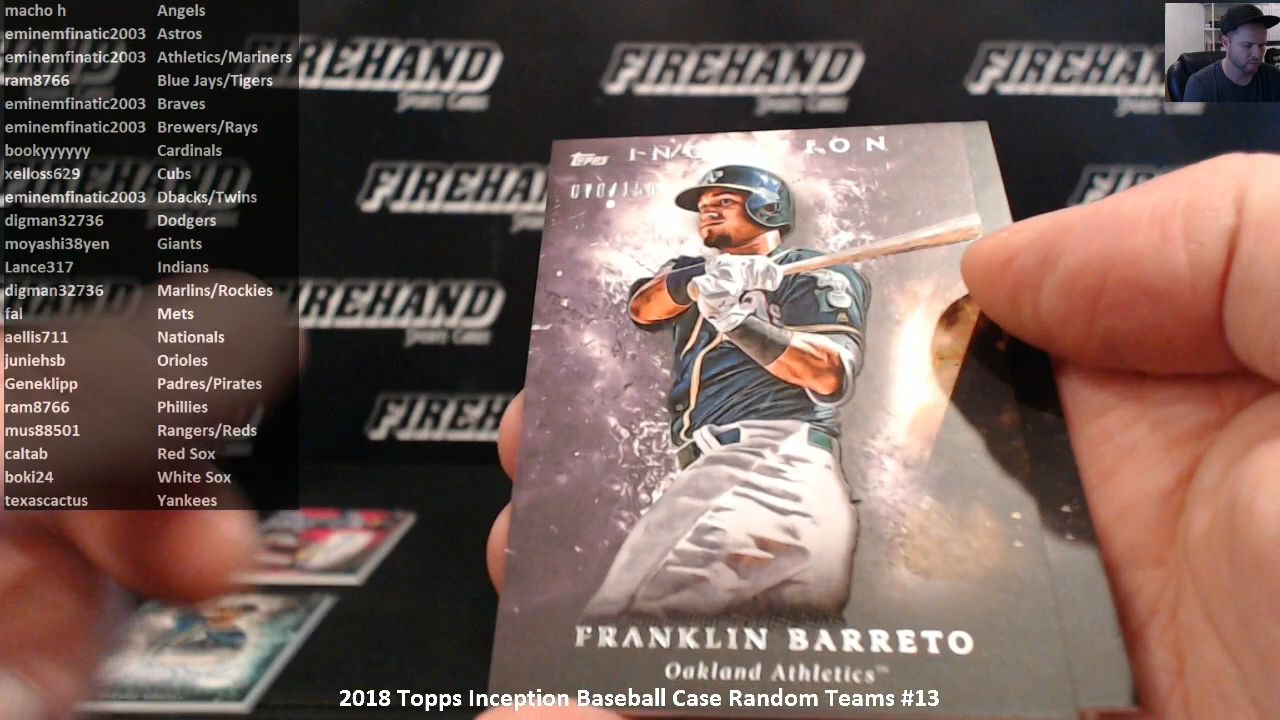 macho h Angels
eminemfinatic2003 Astros
eminemfinatic2003 Athletics/Mariners
ram8766 Blue Jays/Tigers
eminemfinatic2003 Braves
eminemfinatic2003 Brewers/Rays
bookyyyyyy Cardinals
xelloss629 Cubs
eminemfinatic2003 Dbacks/Twins
digman32736 Dodgers
moyashi38yen Giants
Lance317 Indians
digman32736 Marlins/Rockies
fal Mets
aellis711 Nationals
juniehsb Orioles
Geneklipp Padres/Pirates
ram8766 Phillies
mus88501 Rangers/Reds
caltab Red Sox
boki24 White Sox
texascactus Yankees
FIREHAND
FIREHAND
FIREHAND
Topps
FRANKLIN BARRETO
Oakland Athletics™
2018 Topps Inception Baseball Case Random Teams #13